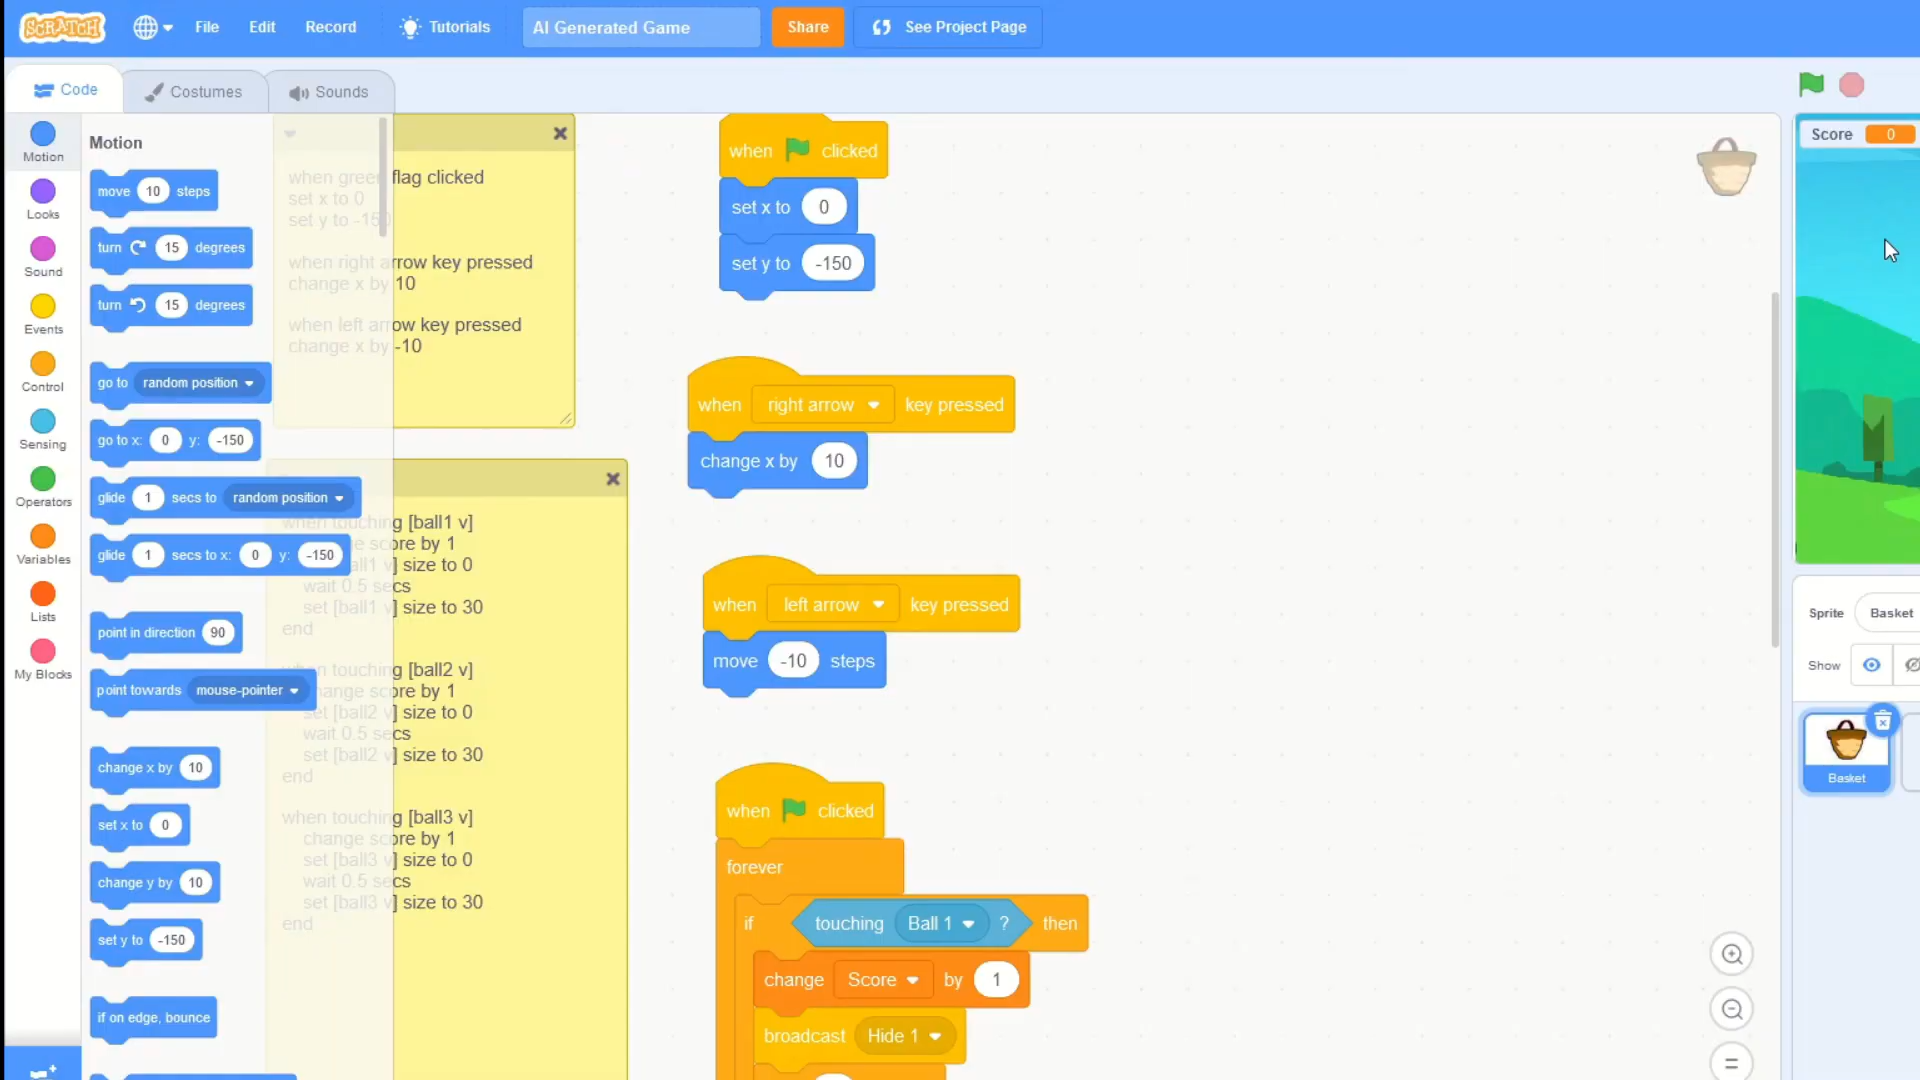 SCRATCH
File
Edit
Record
Tutorials
AI Generated Game
Share
See Project Page
Code
Costumes
Sounds
Motion
Looks
Sound
Events
Control
Sensing
Operators
Variables
Lists
My Blocks
Motion
move 10 steps
turn 15 degrees
turn 15 degrees
go to random position
go to x: 0 y: -150
glide 1 secs to random position
glide 1 secs to x: 0 y: -150
point in direction 90
point towards mouse-pointer
change x by 10
set x to 0
change y by 10
set y to -150
if on edge, bounce
when green flag clicked
set x to 0
set y to -150
when right arrow key pressed
change x by 10
when left arrow key pressed
change x by -10
when touching [ball1 v]
change score by 1
set [ball1 v] size to 0
wait 0.5 secs
set [ball1 v] size to 30
end
when touching [ball2 v]
change score by 1
set [ball2 v] size to 0
wait 0.5 secs
set [ball2 v] size to 30
end
when touching [ball3 v]
change score by 1
set [ball3 v] size to 0
wait 0.5 secs
set [ball3 v] size to 30
end
when clicked
set x to 0
set y to -150
when right arrow key pressed
change x by 10
when left arrow key pressed
move -10 steps
when clicked
forever
if touching Ball 1 ? then
change Score by 1
broadcast Hide 1
Score 0
Sprite Basket
Show
Basket